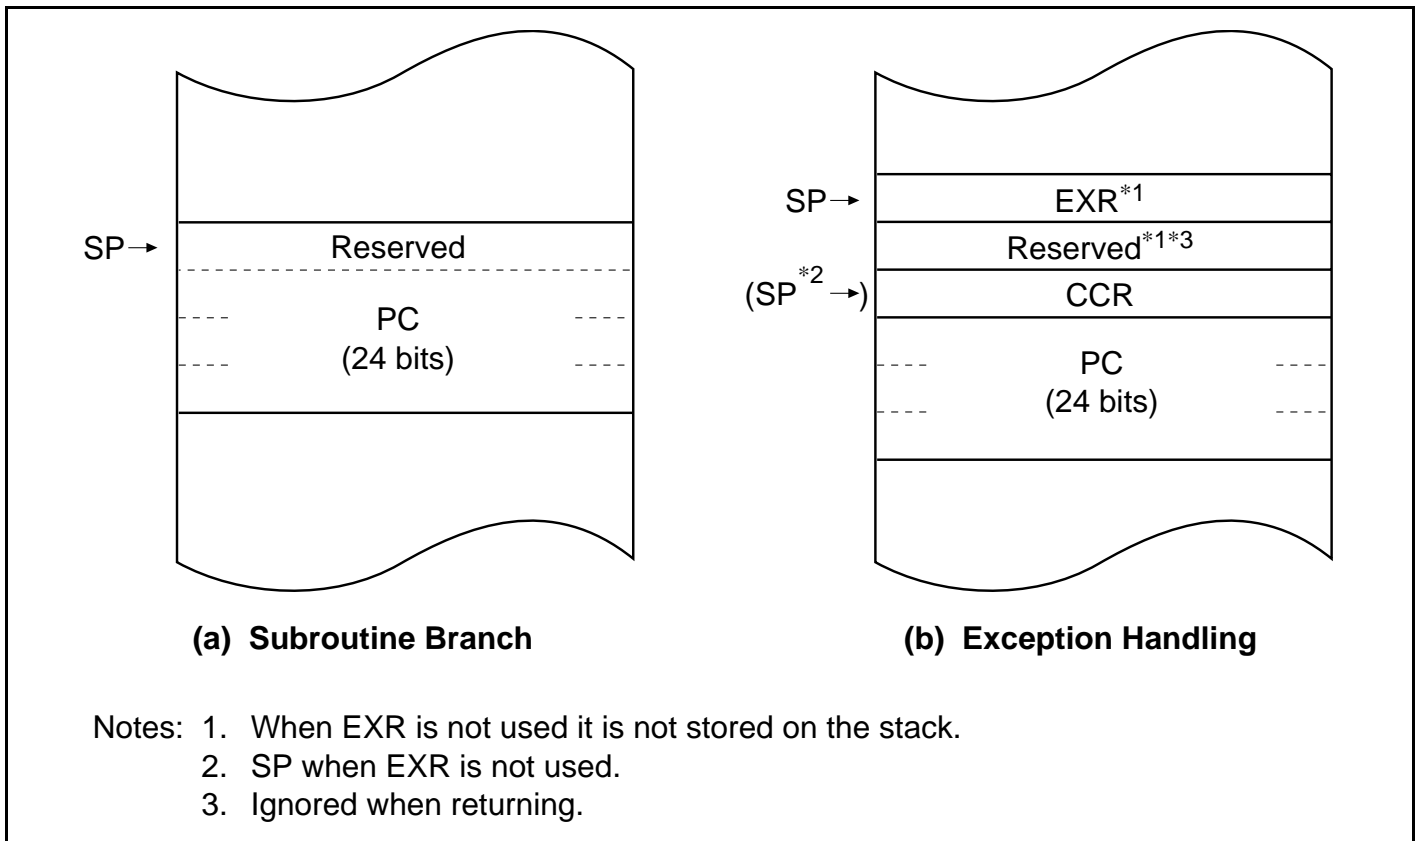 SP→
Reserved
PC
(24 bits)
(a) Subroutine Branch
SP→
EXR*1
Reserved*1*3
(SP*2→)
CCR
PC
(24 bits)
(b) Exception Handling
Notes: 1. When EXR is not used it is not stored on the stack.
2. SP when EXR is not used.
3. Ignored when returning.